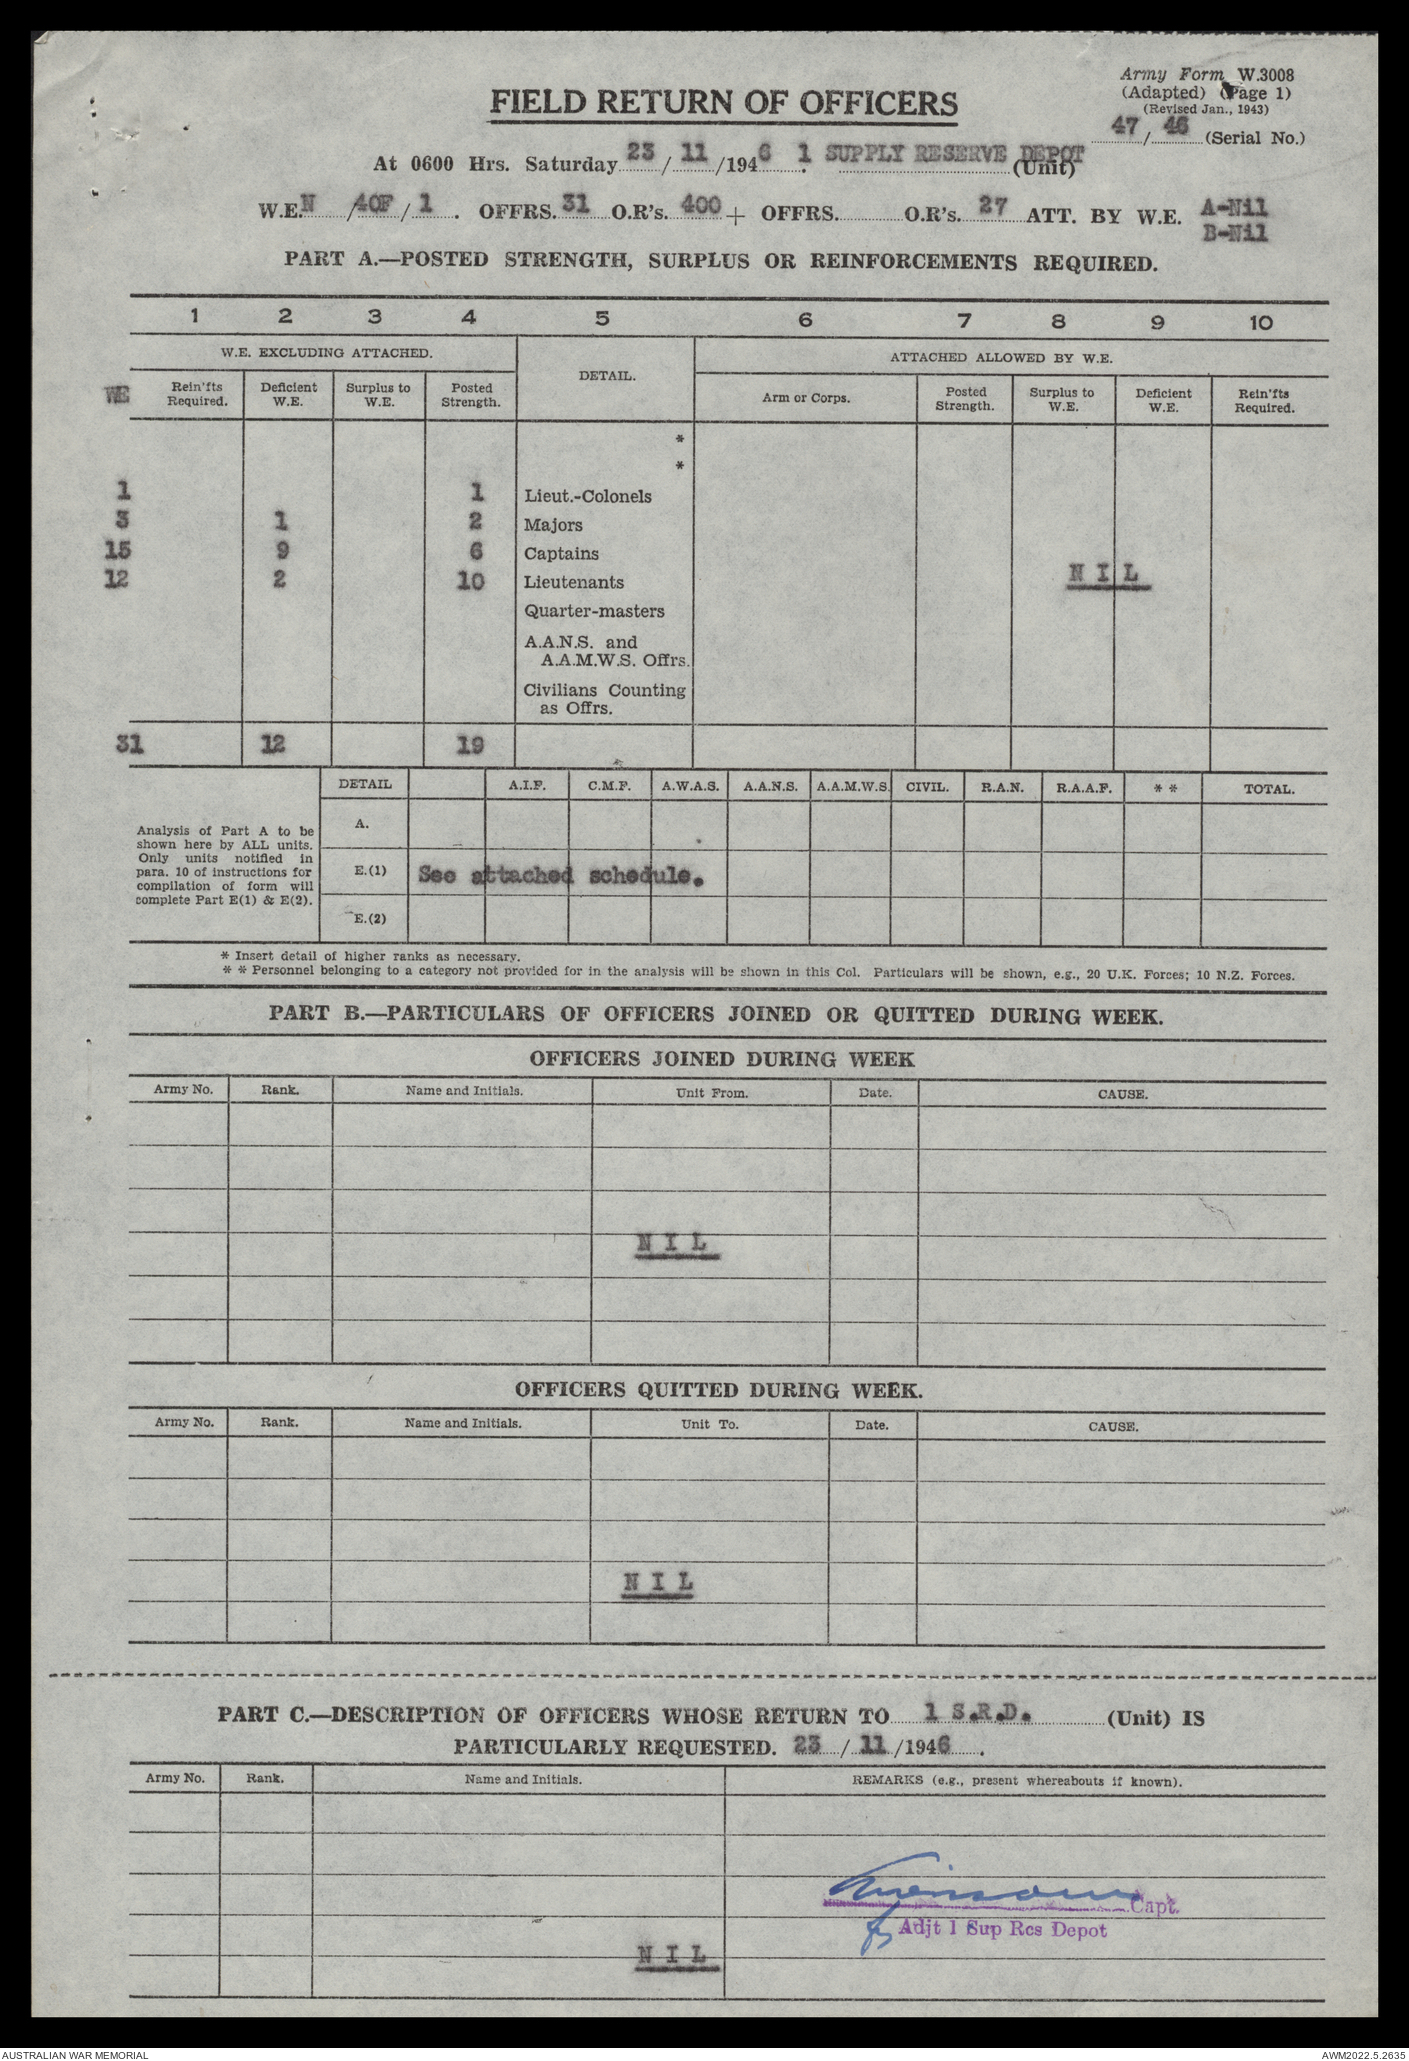 Army Form W.3008
(Adapted) (Page 1)
(Revised Jan., 1943)
47/46 (Serial No.)
FIELD RETURN OF OFFICERS
At 0600 Hrs. Saturday 23/11/1946 1 SUPPLY RESERVE DEPOT (Unit)
W.E. N /40F/1. OFFRS. 31 O.R's. 400 + OFFRS. O.R's. 27 ATT. BY W.E. A-Nil
B-Nil
PART A.—POSTED STRENGTH, SURPLUS OR REINFORCEMENTS REQUIRED.
1 2 3 4 5 6 7 8 9 10
W.E. EXCLUDING ATTACHED. DETAIL. ATTACHED ALLOWED BY W.E.
WE Rein'fts Required. Deficient W.E. Surplus to W.E. Posted Strength. Arm or Corps. Posted Strength. Surplus to W.E. Deficient W.E. Rein'fts Required.
*
*
1 1 Lieut.-Colonels
3 1 2 Majors
15 9 6 Captains
12 2 10 Lieutenants NIL
Quarter-masters
A.A.N.S. and
A.A.M.W.S. Offrs.
Civilians Counting
as Offrs.
31 12 19
DETAIL A.I.F. C.M.F. A.W.A.S. A.A.N.S. A.A.M.W.S. CIVIL. R.A.N. R.A.A.F. * * TOTAL.
Analysis of Part A to be
shown here by ALL units.
Only units notified in
para. 10 of instructions for
compilation of form will
complete Part E(1) & E(2).
A.
E.(1) See attached schedule.
E.(2)
* Insert detail of higher ranks as necessary.
* * Personnel belonging to a category not provided for in the analysis will be shown in this Col. Particulars will be shown, e.g., 20 U.K. Forces; 10 N.Z. Forces.
PART B.—PARTICULARS OF OFFICERS JOINED OR QUITTED DURING WEEK.
OFFICERS JOINED DURING WEEK
Army No. Rank. Name and Initials. Unit From. Date. CAUSE.
NIL
OFFICERS QUITTED DURING WEEK.
Army No. Rank. Name and Initials. Unit To. Date. CAUSE.
NIL
PART C.—DESCRIPTION OF OFFICERS WHOSE RETURN TO 1 S.R.D. (Unit) IS
PARTICULARLY REQUESTED. 23/11/1946.
Army No. Rank. Name and Initials. REMARKS (e.g., present whereabouts if known).
Capt.
Adjt 1 Sup Res Depot
NIL
AUSTRALIAN WAR MEMORIAL AWM2022.5.2635